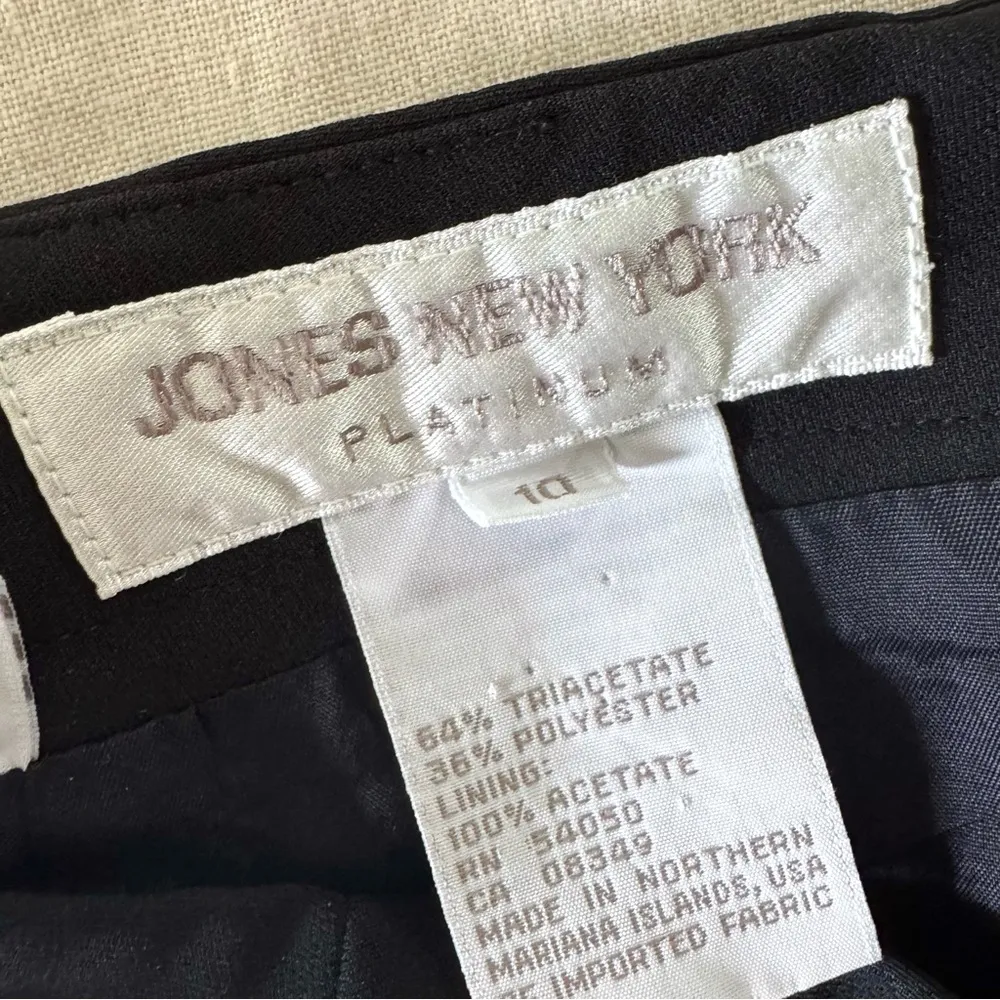 JONES NEW YORK
PLATINUM
10
64% TRIACETATE
36% POLYESTER
LINING:
100% ACETATE
RN 54050
CA 08349
MADE IN NORTHERN
MARIANA ISLANDS, USA
OF IMPORTED FABRIC